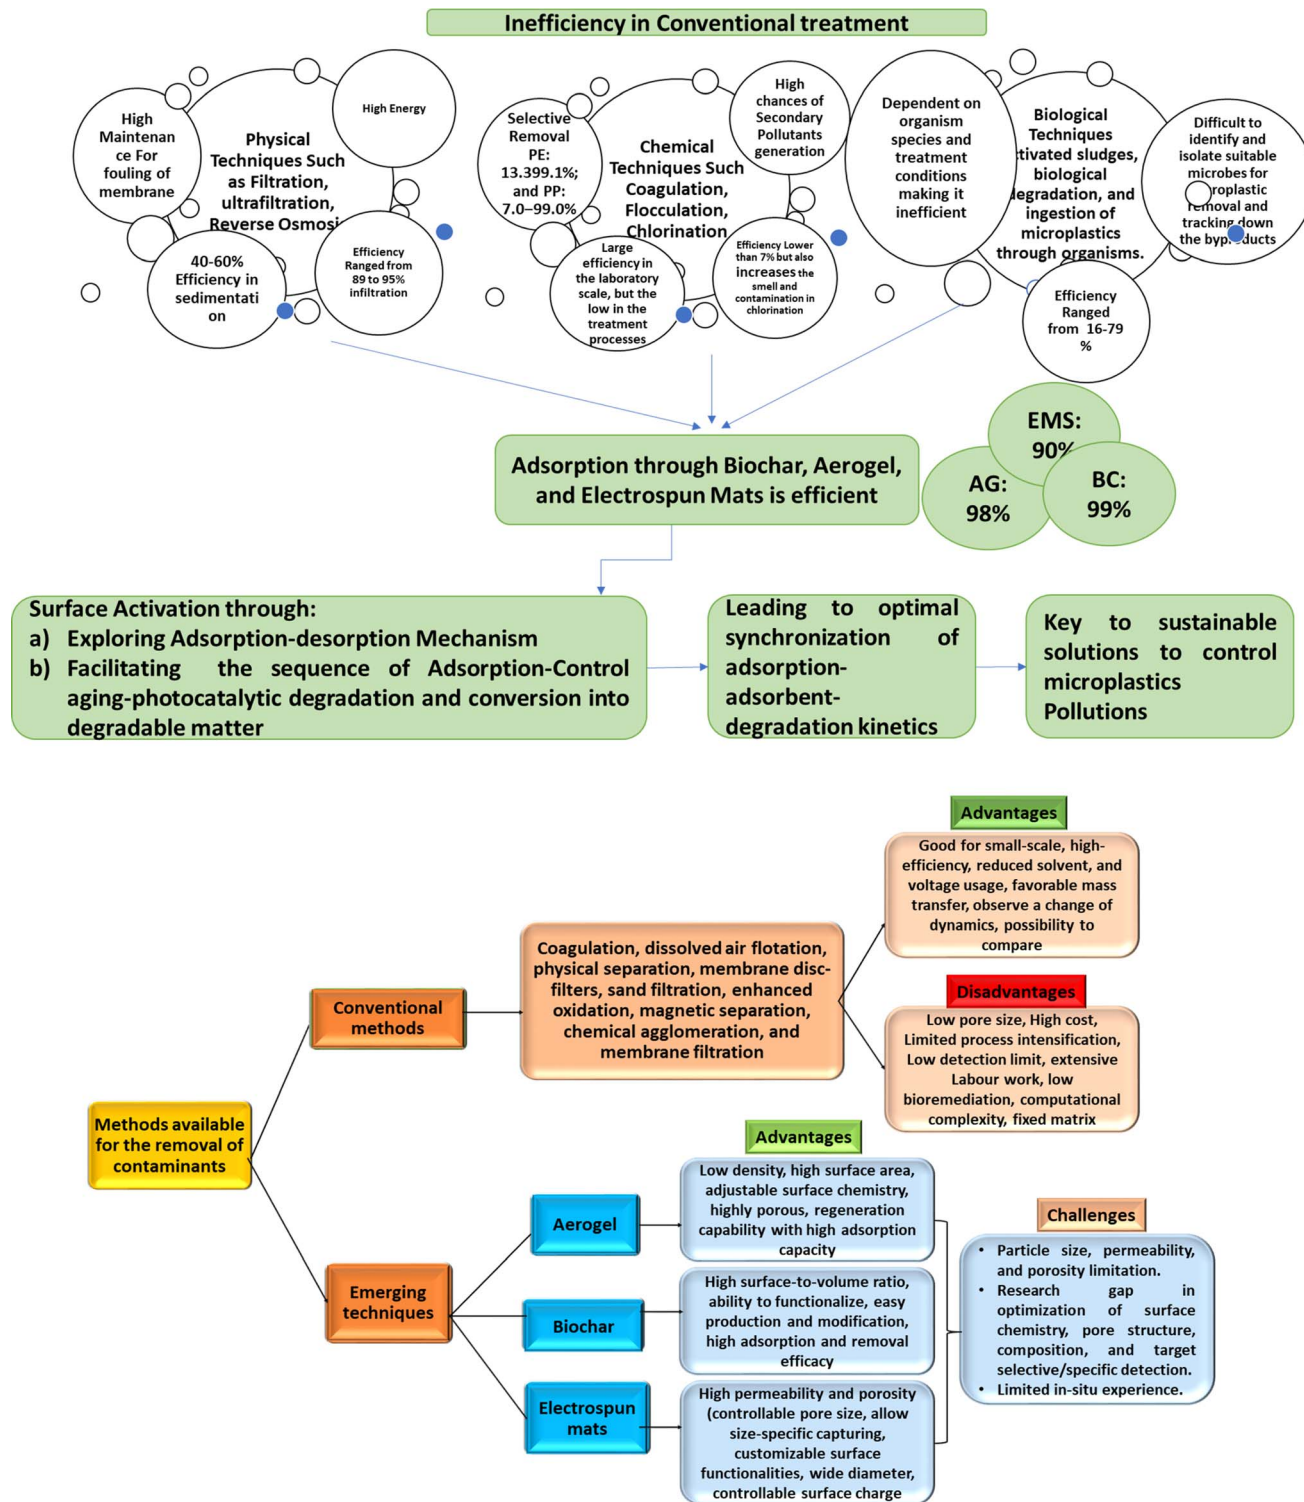 Inefficiency in Conventional treatment
High
Maintenan
ce For
fouling of
membrane
Physical
Techniques Such
as Filtration,
ultrafiltration,
Reverse Osmosi
High Energy
40-60%
Efficiency in
sedimentati
on
Efficiency
Ranged from
89 to 95%
infiltration
Selective
Removal
PE:
13.399.1%;
and PP:
7.0–99.0%
Chemical
Techniques Such
Coagulation,
Flocculation,
Chlorination
High
chances of
Secondary
Pollutants
generation
Large
efficiency in
the laboratory
scale, but the
low in the
treatment
processes
Efficiency Lower
than 7% but also
increases the
smell and
contamination in
chlorination
Dependent on
organism
species and
treatment
conditions
making it
inefficient
Biological
Techniques
ctivated sludges,
biological
degradation, and
ingestion of
microplastics
through organisms.
Difficult to
identify and
isolate suitable
microbes for
roplastic
removal and
tracking down
the byproducts
Efficiency
Ranged
from 16-79
%
Adsorption through Biochar, Aerogel,
and Electrospun Mats is efficient
EMS:
90%
AG:
98%
BC:
99%
Surface Activation through:
a) Exploring Adsorption-desorption Mechanism
b) Facilitating the sequence of Adsorption-Control
aging-photocatalytic degradation and conversion into
degradable matter
Leading to optimal
synchronization of
adsorption-
adsorbent-
degradation kinetics
Key to sustainable
solutions to control
microplastics
Pollutions
Methods available
for the removal of
contaminants
Conventional
methods
Coagulation, dissolved air flotation,
physical separation, membrane disc-
filters, sand filtration, enhanced
oxidation, magnetic separation,
chemical agglomeration, and
membrane filtration
Advantages
Good for small-scale, high-
efficiency, reduced solvent, and
voltage usage, favorable mass
transfer, observe a change of
dynamics, possibility to
compare
Disadvantages
Low pore size, High cost,
Limited process intensification,
Low detection limit, extensive
Labour work, low
bioremediation, computational
complexity, fixed matrix
Emerging
techniques
Advantages
Aerogel
Low density, high surface area,
adjustable surface chemistry,
highly porous, regeneration
capability with high adsorption
capacity
Biochar
High surface-to-volume ratio,
ability to functionalize, easy
production and modification,
high adsorption and removal
efficacy
Electrospun
mats
High permeability and porosity
(controllable pore size, allow
size-specific capturing,
customizable surface
functionalities, wide diameter,
controllable surface charge
Challenges
• Particle size, permeability,
and porosity limitation.
• Research gap in
optimization of surface
chemistry, pore structure,
composition, and target
selective/specific detection.
• Limited in-situ experience.